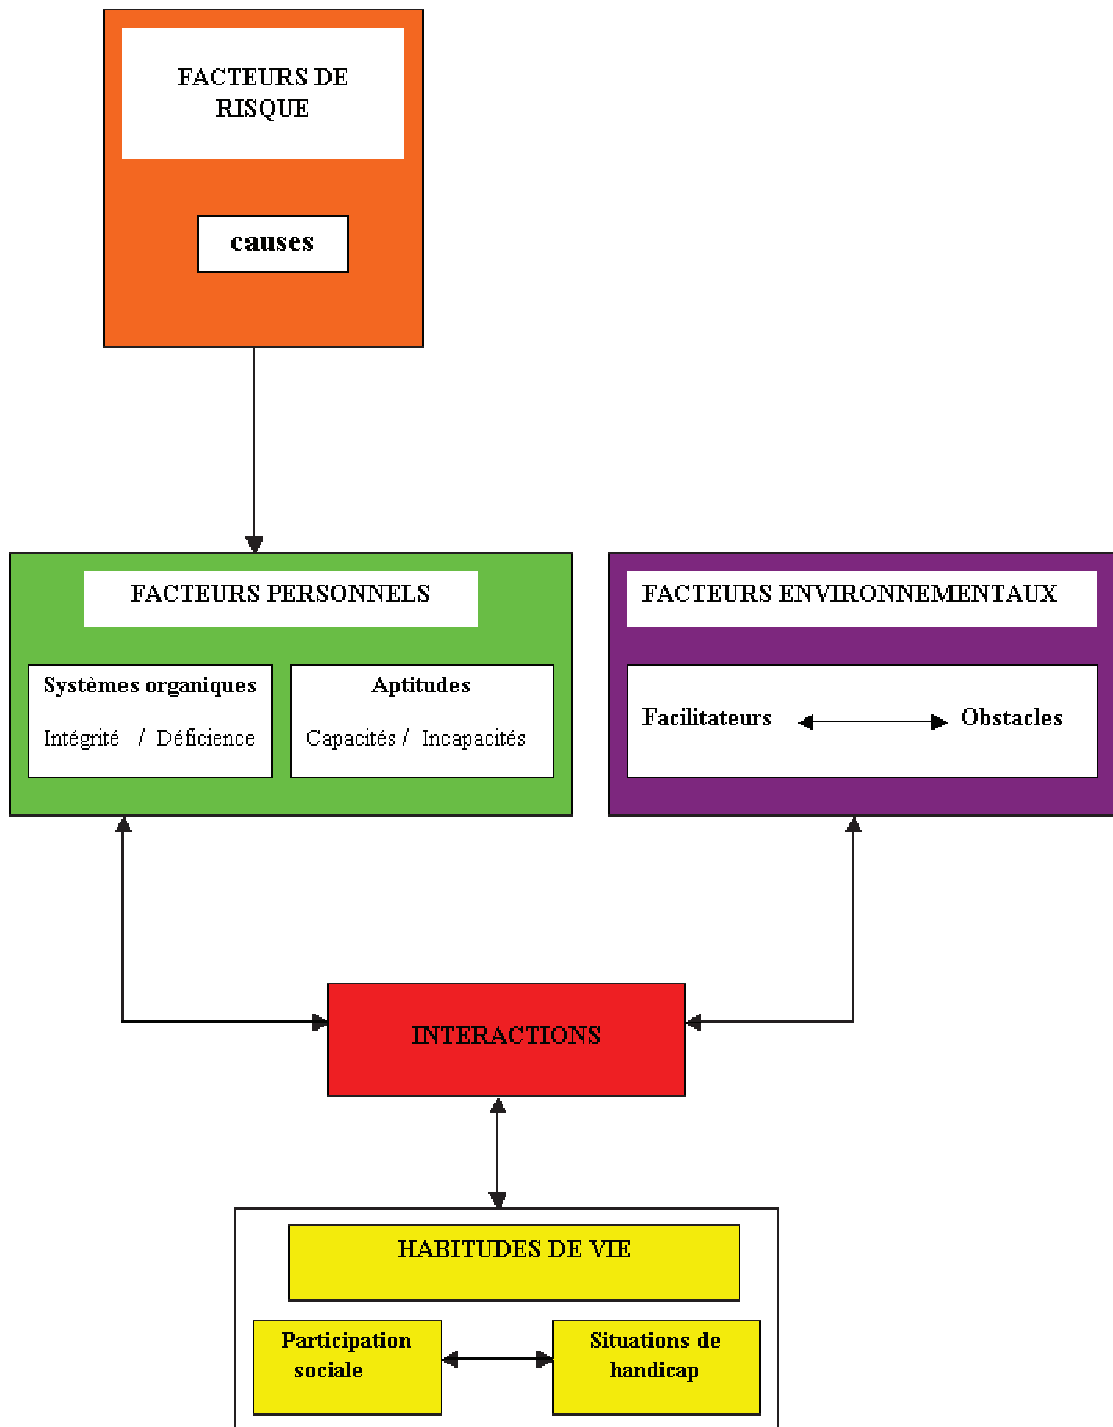 FACTEURS DE
RISQUE
causes
FACTEURS PERSONNELS
Systèmes organiques
Intégrité / Déficience
Aptitudes
Capacités / Incapacités
FACTEURS ENVIRONNEMENTAUX
Facilitateurs
Obstacles
INTERACTIONS
HABITUDES DE VIE
Participation
sociale
Situations de
handicap